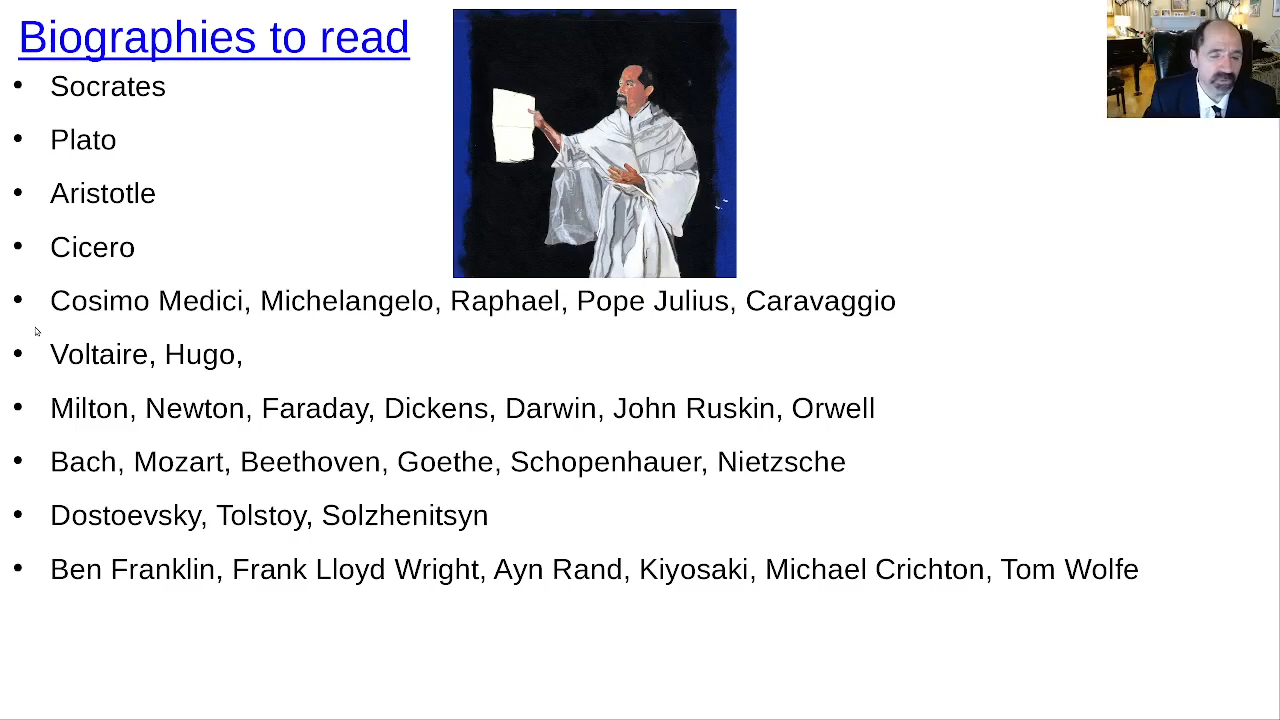 Biographies to read
• Socrates
• Plato
• Aristotle
• Cicero
• Cosimo Medici, Michelangelo, Raphael, Pope Julius, Caravaggio
• Voltaire, Hugo,
• Milton, Newton, Faraday, Dickens, Darwin, John Ruskin, Orwell
• Bach, Mozart, Beethoven, Goethe, Schopenhauer, Nietzsche
• Dostoevsky, Tolstoy, Solzhenitsyn
• Ben Franklin, Frank Lloyd Wright, Ayn Rand, Kiyosaki, Michael Crichton, Tom Wolfe